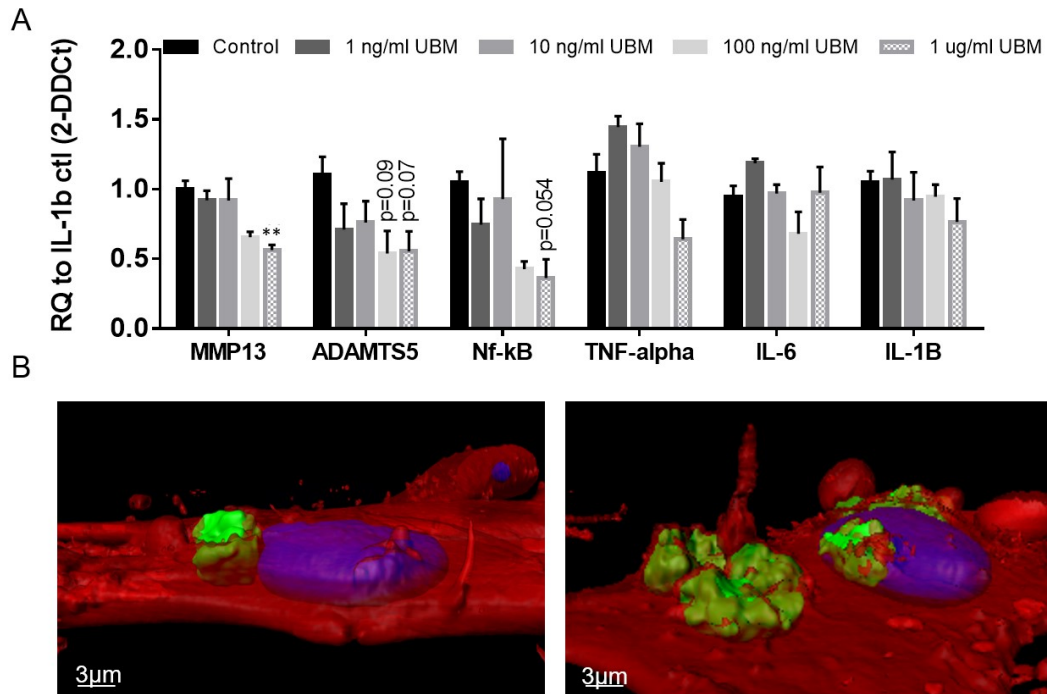 A
RQ to IL-1b ctl (2-DDCt)
2.0
1.5
1.0
0.5
0.0
Control 1 ng/ml UBM 10 ng/ml UBM 100 ng/ml UBM 1 ug/ml UBM
**
p=0.09
p=0.07
p=0.054
MMP13 ADAMTS5 Nf-kB TNF-alpha IL-6 IL-1B
B
3µm
3µm